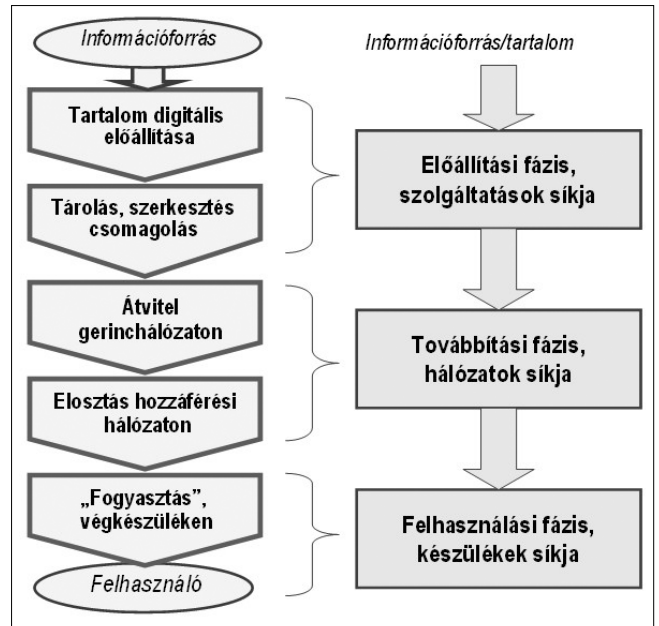 Információforrás
Tartalom digitális
előállítása
Tárolás, szerkesztés
csomagolás
Átvitel
gerinchálózaton
Elosztás hozzáférési
hálózaton
„Fogyasztás”,
végkészüléken
Felhasználó
Információforrás/tartalom
Előállítási fázis,
szolgáltatások síkja
Továbbítási fázis,
hálózatok síkja
Felhasználási fázis,
készülékek síkja